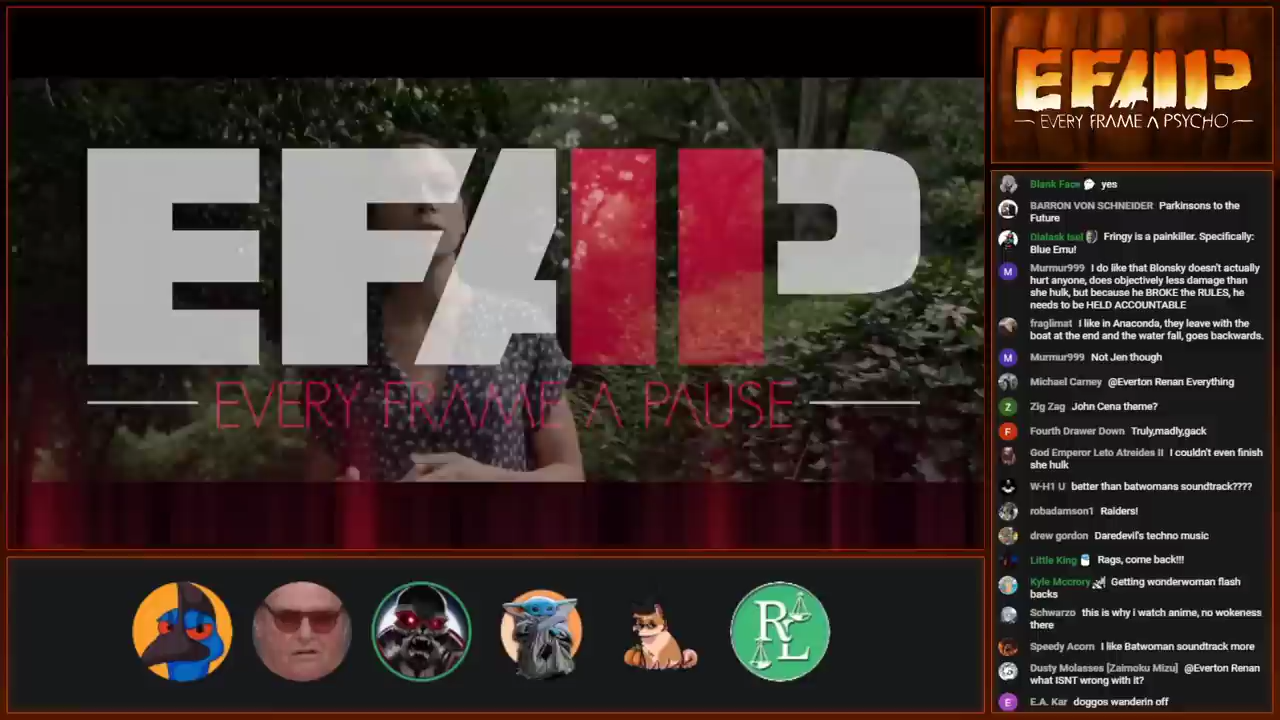 EFAIIP
EVERY FRAME A PAUSE
RL
EFAIIP
EVERY FRAME A PSYCHO
Blank Face yes
BARRON VON SCHNEIDER Parkinsons to the
Future
Dialask Isel Fringy is a painkiller. Specifically:
Blue Emu!
M
Murmur999 I do like that Blonsky doesn't actually
hurt anyone, does objectively less damage than
she hulk, but because he BROKE the RULES, he
needs to be HELD ACCOUNTABLE
fraglimat I like in Anaconda, they leave with the
boat at the end and the water fall, goes backwards.
M Murmur999 Not Jen though
Michael Carney @Everton Renan Everything
Z Zig Zag John Cena theme?
F Fourth Drawer Down Truly,madly,gack
God Emperor Leto Atreides II I couldn't even finish
she hulk
W-H1 U better than batwomans soundtrack????
robadamson1 Raiders!
drew gordon Daredevil's techno music
Little King Rags, come back!!!
Kyle Mccrory Getting wonderwoman flash
backs
Schwarzo this is why i watch anime, no wokeness
there
Speedy Acorn I like Batwoman soundtrack more
Dusty Molasses [Zaimoku Mizu] @Everton Renan
what ISNT wrong with it?
E E.A. Kar doggos wanderin off